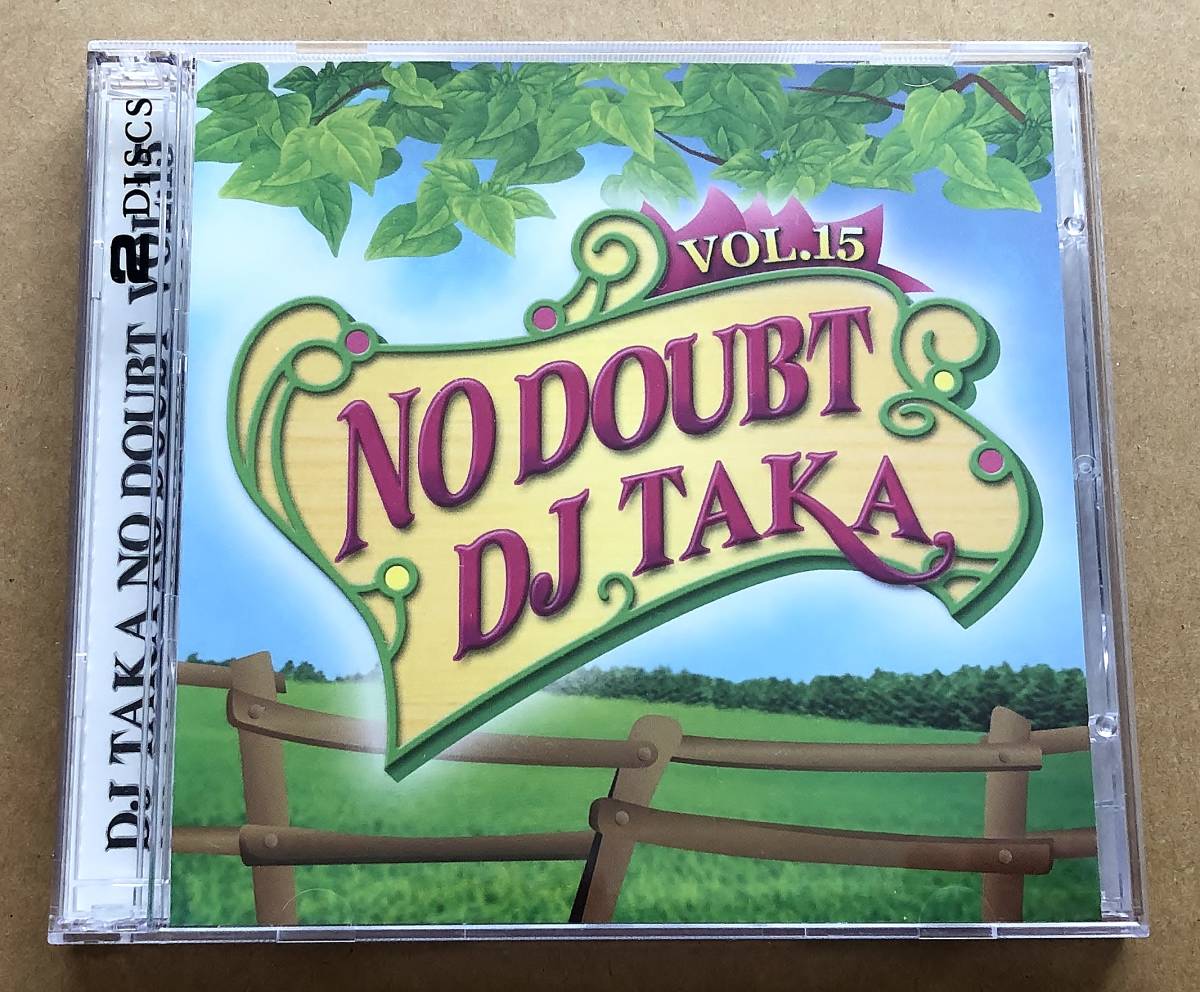 VOL.15
NO DOUBT
DJ TAKA
DJ TAKA NO DOUBT VOL.15
2 DISCS